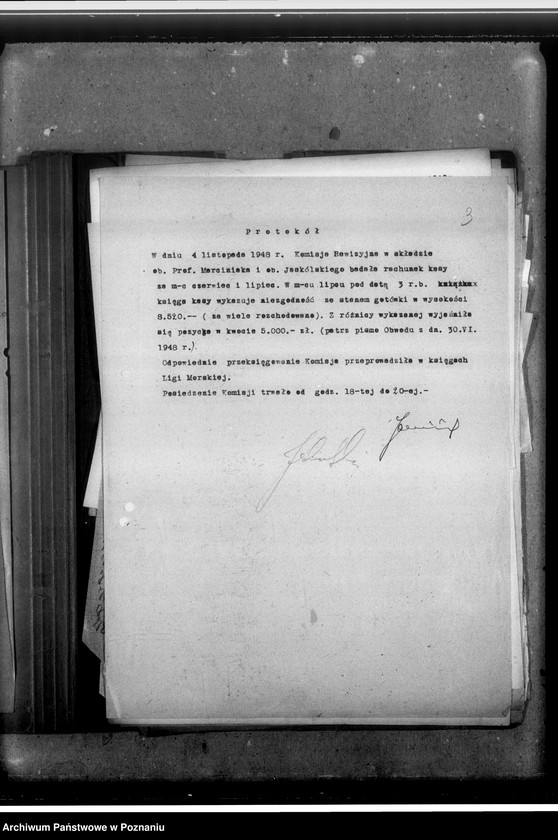 3
Protokół
W dniu 4 listopada 1948 r. Komisja Rewizyjna w składzie
ob. Prof. Marciniaka i ob. Jaskólskiego badała rachunek kasy
za m-c czerwiec i lipiec. W m-cu lipcu pod datą 3 r.b.
księga kasy wykazuje niezgodność ze stanem gotówki w wysokości
8.520.-- ( za wiele rozchodowano). Z różnicy wykazanej wyjaśniła
się pozycja w kwocie 5.000.- zł. (patrz pismo Obwodu z dn. 30.VI.
1948 r.).
Odpowiednie przeksięgowanie Komisja przeprowadziła w księgach
Ligi Morskiej.
Posiedzenie Komisji trwało od godz. 18-tej do 20-ej.-
Archiwum Państwowe w Poznaniu